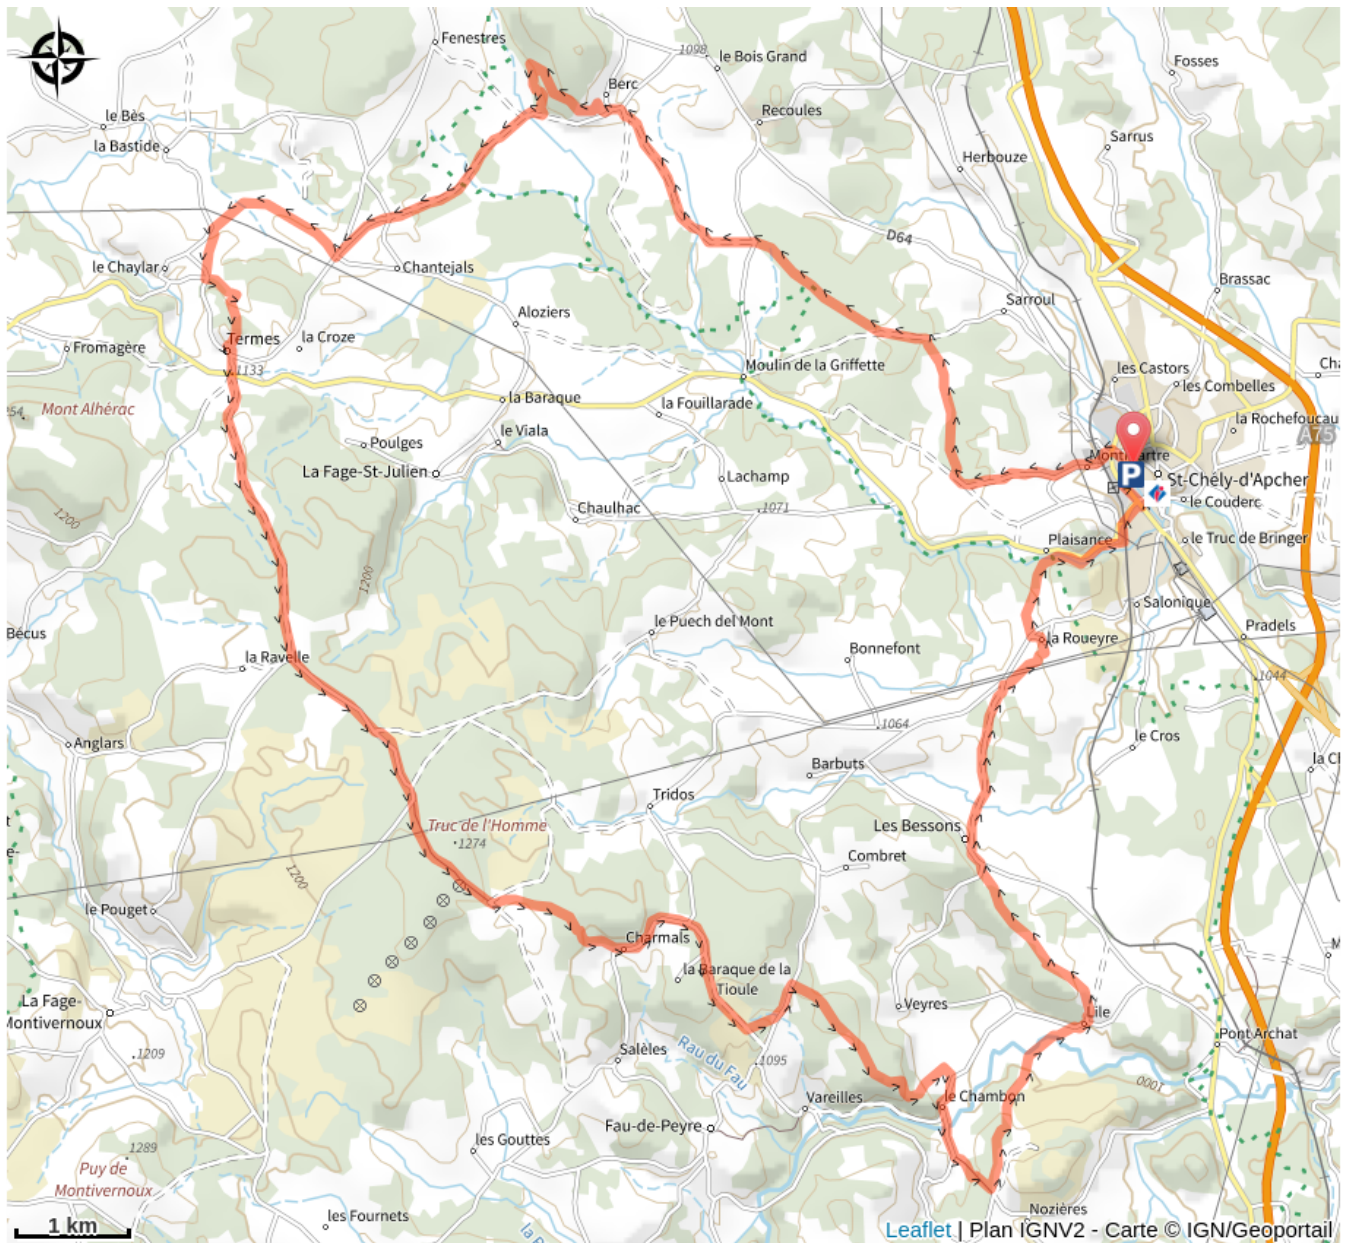 Fenestres
1098
le Bois Grand
Fosses
Berc
Recoules
le Bès
la Bastide
Sarrus
Herbouze
D64
le Chaylar
Chantejals
Brassac
Sarroul
Aloziers
Fromagère
Termes
la Croze
1133
Moulin de la Griffette
les Castors
les Combelles
Mont Alhérac
la Baraque
la Fouillarade
la Rochefoucau
A75
Poulges
le Viala
Montmartre
La Fage-St-Julien
Lachamp
P
St-Chély-d'Apcher
le Couderc
1200
Chaulhac
1071
Plaisance
le Truc de Bringer
1200
Salonique
Bécus
le Puech del Mont
Pradels
la Roueyre
Bonnefont
la Ravelle
1044
1064
Anglars
le Cros
Barbuts
Tridos
Truc de l'Homme
1274
Les Bessons
Combret
1200
le Pouget
Charmals
la Baraque de la
Tioule
La Fage-
Montivernoux
Veyres
Lile
Pont Archat
1209
Salèles
Rau du Fau
1095
1000
Vareilles
le Chambon
Fau-de-Peyre
les Gouttes
1289
Puy de
Montivernoux
les Fournets
Nozières
1 km
Leaflet | Plan IGNV2 - Carte © IGN/Geoportail